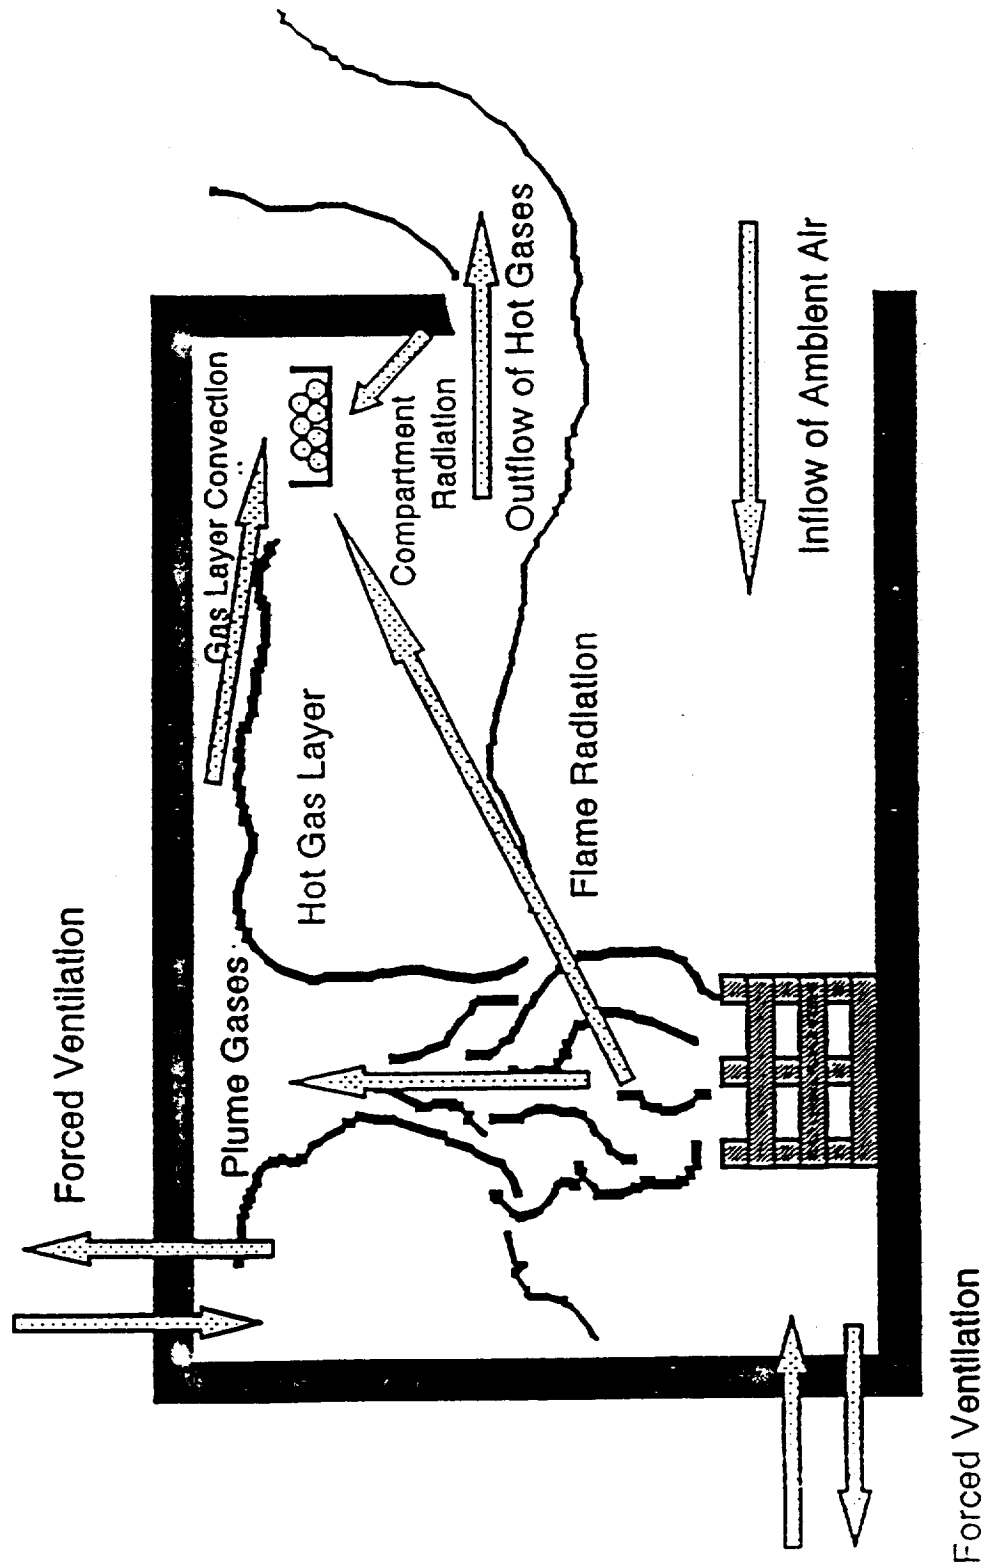 Forced Ventilation
Plume Gases
Gas Layer Convection
Hot Gas Layer
Compartment
Radiation
Outflow of Hot Gases
Flame Radiation
Inflow of Ambient Air
Forced Ventilation